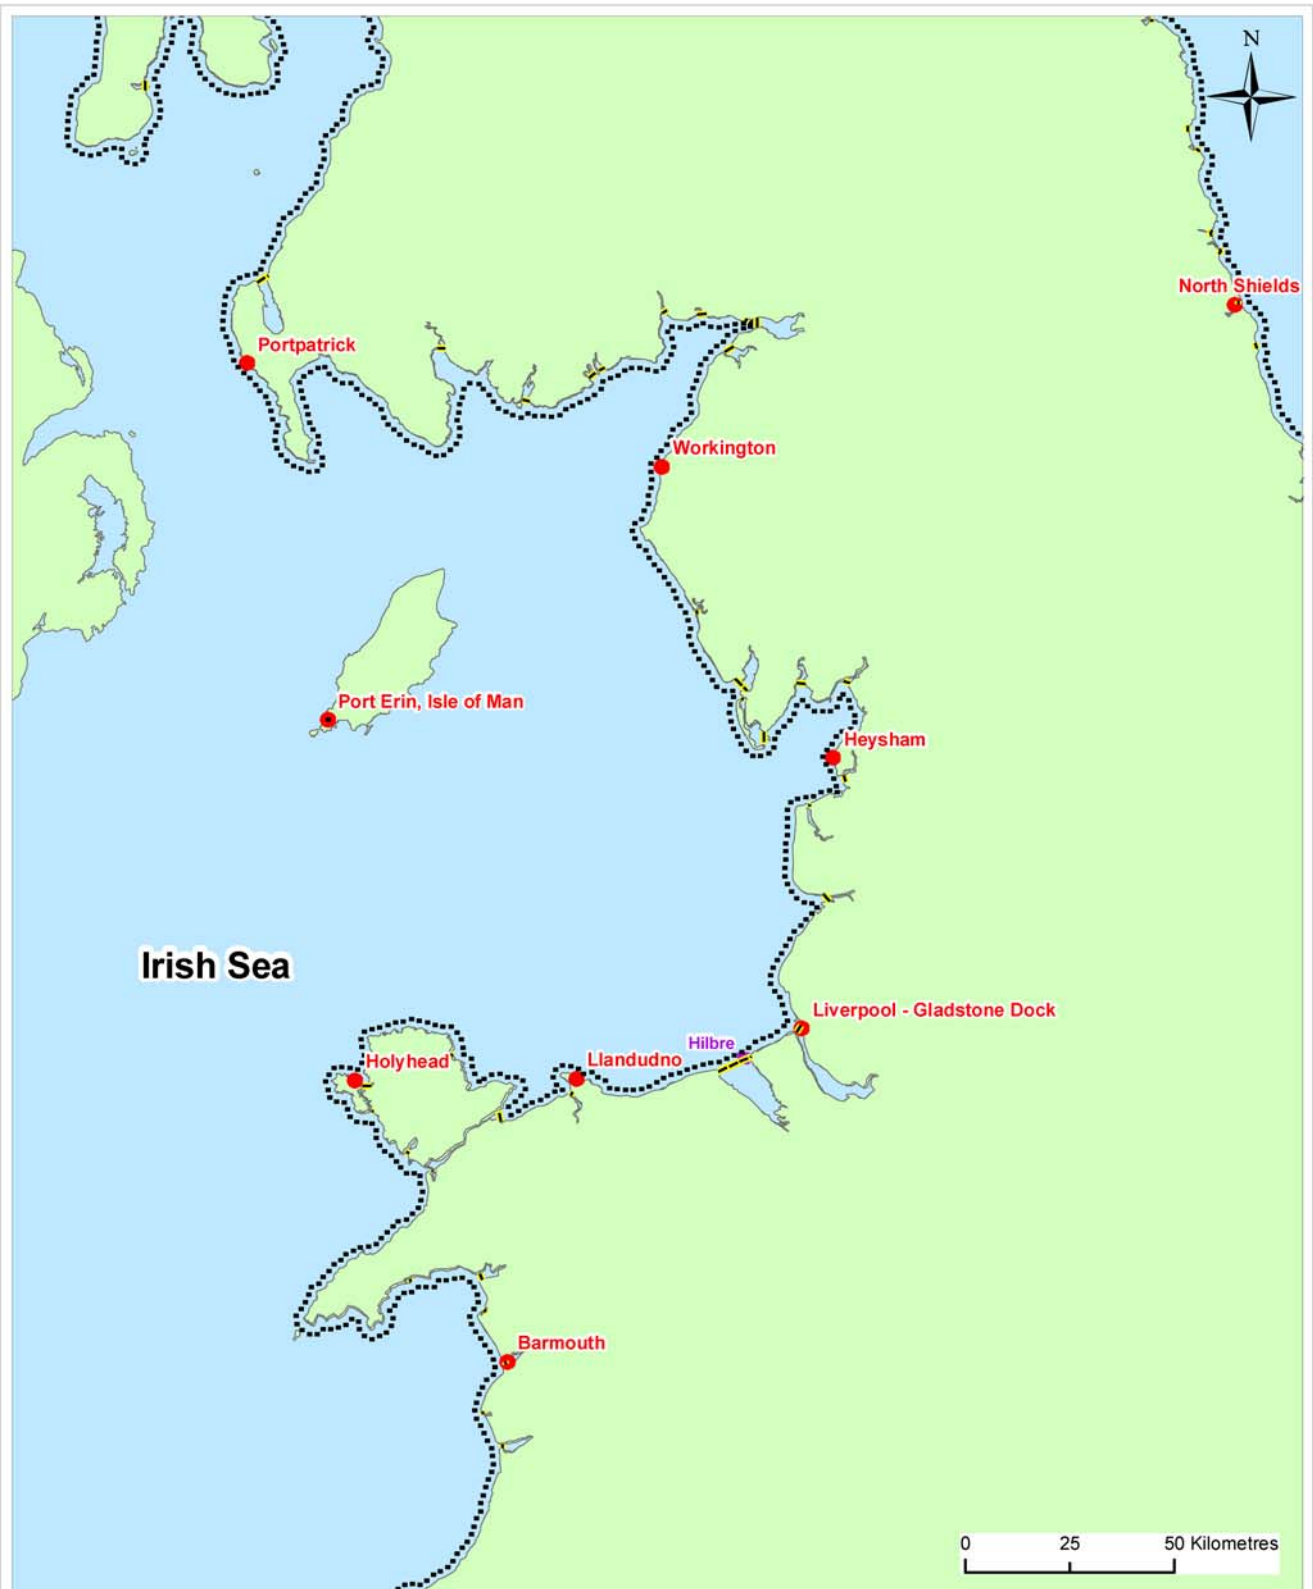 N
North Shields
Portpatrick
Workington
Port Erin, Isle of Man
Heysham
Irish Sea
Liverpool - Gladstone Dock
Hilbre
Llandudno
Holyhead
Barmouth
0 25 50 Kilometres